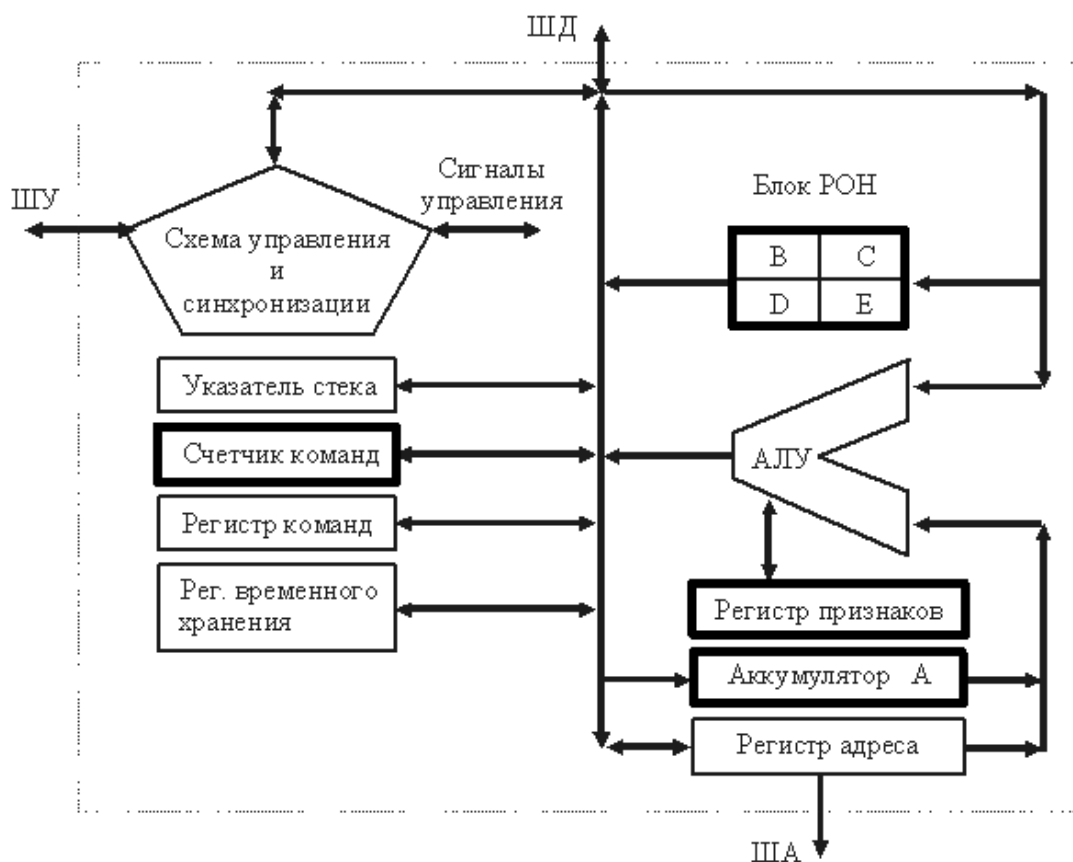 ШД
ШУ
Сигналы
управления
Схема управления
и
синхронизации
Блок РОН
B C
D E
Указатель стека
Счетчик команд
Регистр команд
Рег. временного
хранения
АЛУ
Регистр признаков
Аккумулятор А
Регистр адреса
ША